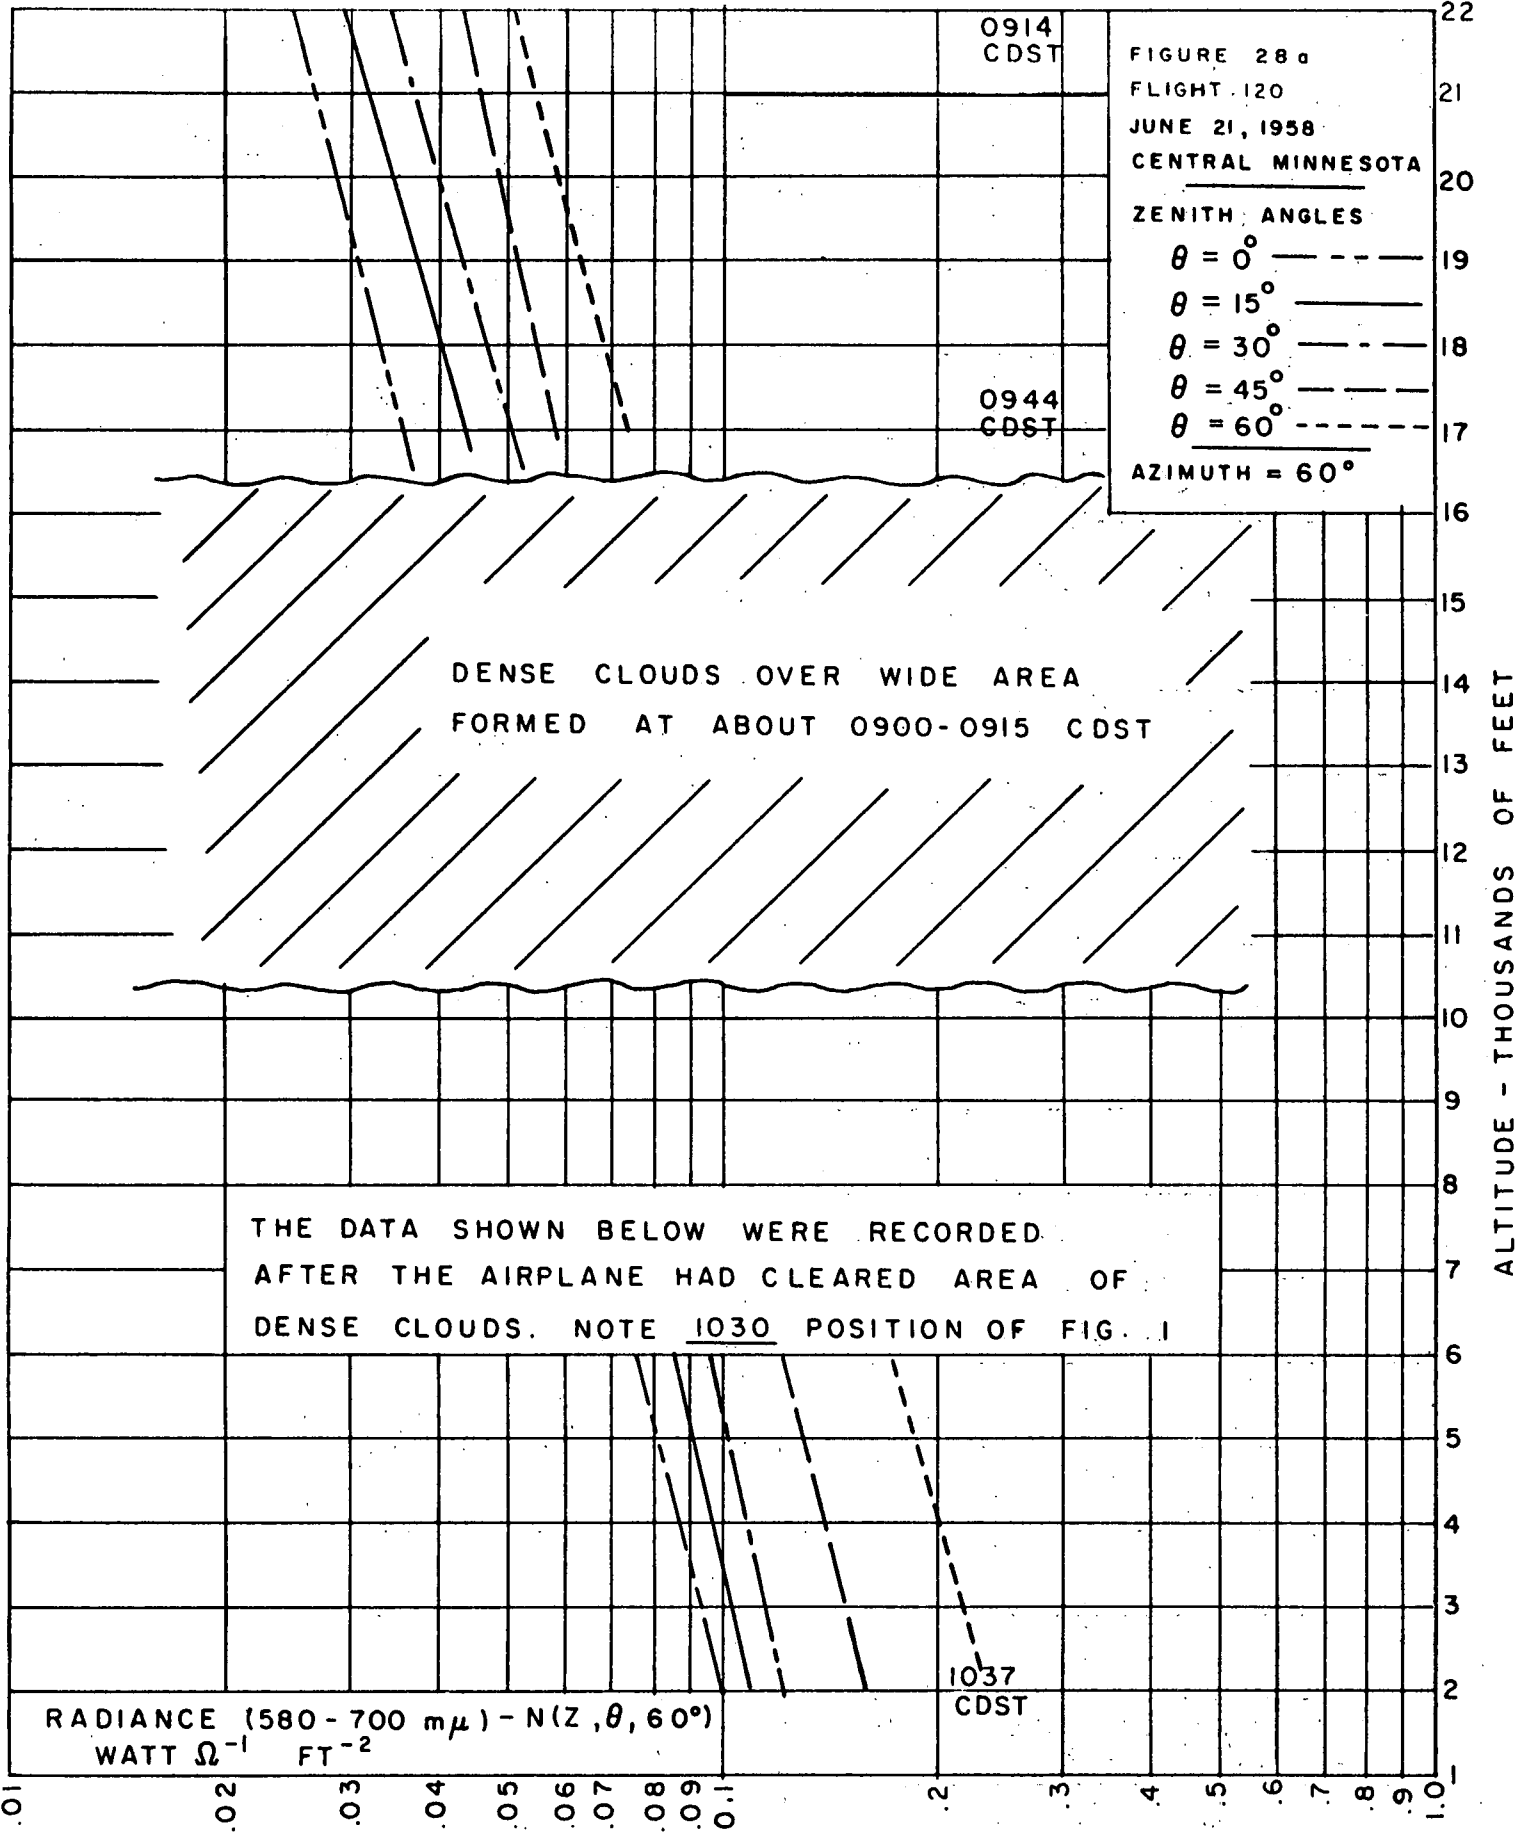 0914
CDST
FIGURE 28a
FLIGHT 120
JUNE 21, 1958
CENTRAL MINNESOTA
ZENITH ANGLES
θ = 0°
θ = 15°
θ = 30°
θ = 45°
θ = 60°
AZIMUTH = 60°
0944
CDST
DENSE CLOUDS OVER WIDE AREA
FORMED AT ABOUT 0900-0915 CDST
THE DATA SHOWN BELOW WERE RECORDED
AFTER THE AIRPLANE HAD CLEARED AREA OF
DENSE CLOUDS. NOTE 1030 POSITION OF FIG. 1
1037
CDST
RADIANCE (580-700 mμ) - N(Z,θ,60°)
WATT Ω⁻¹ FT⁻²
22
21
20
19
18
17
16
15
14
13
12
11
10
9
8
7
6
5
4
3
2
1
ALTITUDE - THOUSANDS OF FEET
.01 .02 .03 .04 .05 .06 .07 .08 .09 0.1 .2 .3 .4 .5 .6 .7 .8 .9 1.0